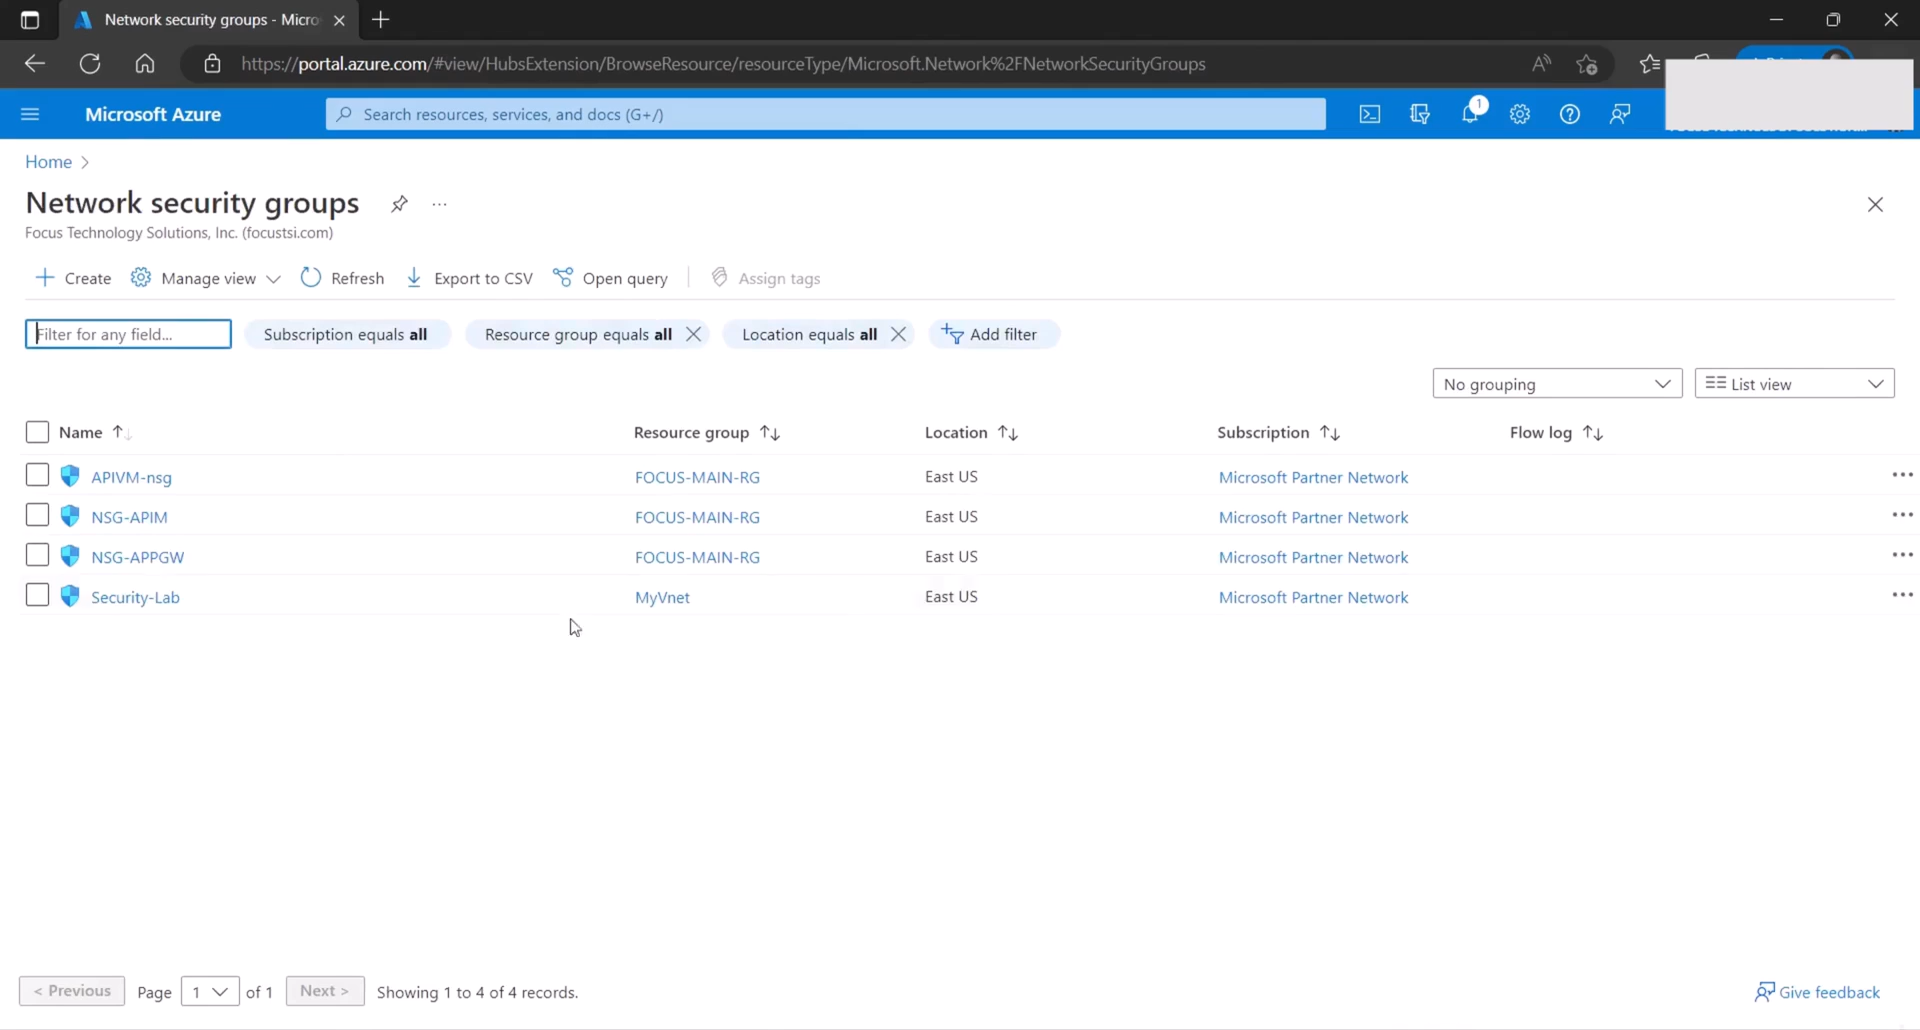 Network security groups - Micro
https://portal.azure.com/#view/HubsExtension/BrowseResource/resourceType/Microsoft.Network%2FNetworkSecurityGroups
Microsoft Azure
Search resources, services, and docs (G+/)
1
Home
Network security groups
Focus Technology Solutions, Inc. (focustsi.com)
Create Manage view Refresh Export to CSV Open query Assign tags
Filter for any field... Subscription equals all Resource group equals all Location equals all Add filter
No grouping List view
Name Resource group Location Subscription Flow log
APIVM-nsg FOCUS-MAIN-RG East US Microsoft Partner Network
NSG-APIM FOCUS-MAIN-RG East US Microsoft Partner Network
NSG-APPGW FOCUS-MAIN-RG East US Microsoft Partner Network
Security-Lab MyVnet East US Microsoft Partner Network
< Previous Page 1 of 1 Next > Showing 1 to 4 of 4 records. Give feedback